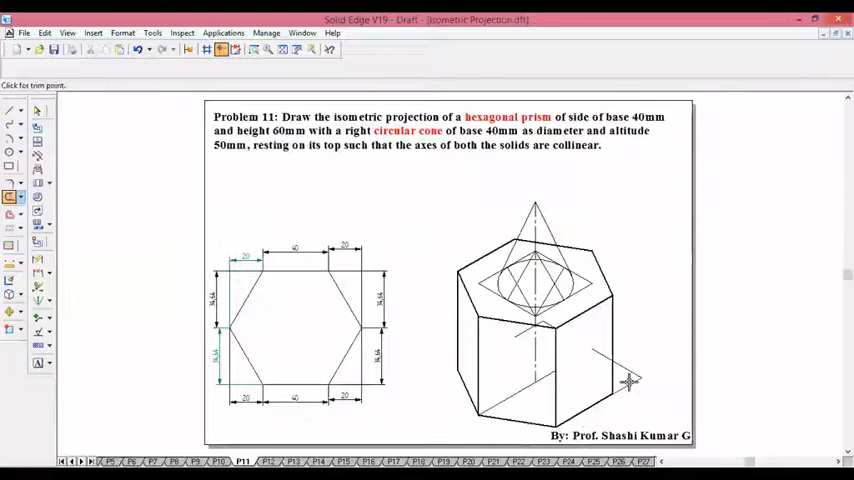 Solid Edge V19 - Draft - [Isometric Projection.dft]
File Edit View Insert Format Tools Inspect Applications Manage Window Help
Click for trim point.
Problem 11: Draw the isometric projection of a hexagonal prism of side of base 40mm
and height 60mm with a right circular cone of base 40mm as diameter and altitude
50mm, resting on its top such that the axes of both the solids are collinear.
20 40 20
34,64 34,64
34,64 34,64
20 40 20
By: Prof. Shashi Kumar G
P5 P6 P7 P8 P9 P10 P11 P12 P13 P14 P15 P16 P17 P18 P19 P20 P21 P22 P23 P24 P25 P26 P27